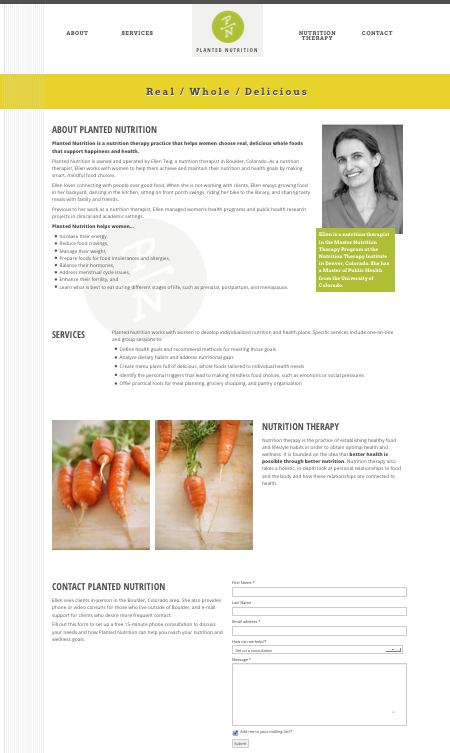 ABOUT
SERVICES
PLANTED NUTRITION
NUTRITION
THERAPY
CONTACT
Real / Whole / Delicious
ABOUT PLANTED NUTRITION
Planted Nutrition is a nutrition therapy practice that helps women choose real, delicious whole foods
that support happiness and health.
Planted Nutrition is owned and operated by Ellen Teig, a nutrition therapist in Boulder, Colorado. As a nutrition
therapist, Ellen works with women to help them achieve and maintain their nutrition and health goals by making
smart, mindful food choices.
Ellen loves connecting with people over good food. When she is not working with clients, Ellen enjoys growing food
in her backyard, dancing in the kitchen, sitting on front porch swings, riding her bike to the library, and sharing tasty
meals with family and friends.
Previous to her work as a nutrition therapist, Ellen managed women's health programs and public health research
projects in clinical and academic settings.
Planted Nutrition helps women...
Increase their energy,
Reduce food cravings,
Manage their weight,
Prepare foods for food intolerances and allergies,
Balance their hormones,
Address menstrual cycle issues,
Enhance their fertility, and
Learn what is best to eat during different stages of life, such as prenatal, postpartum, and menopause.
Ellen is a nutrition therapist
in the Master Nutrition
Therapy Program at the
Nutrition Therapy Institute
in Denver, Colorado. She has
a Master of Public Health
from the University of
Colorado.
SERVICES
Planted Nutrition works with women to develop individualized nutrition and health plans. Specific services include one-on-one
and group sessions to:
Define health goals and recommend methods for meeting those goals
Analyze dietary habits and address nutritional gaps
Create menu plans full of delicious, whole foods tailored to individual health needs
Identify the personal triggers that lead to making mindless food choices, such as emotions or social pressures
Offer practical tools for meal planning, grocery shopping, and pantry organization
NUTRITION THERAPY
Nutrition therapy is the practice of establishing healthy food
and lifestyle habits in order to obtain optimal health and
wellness. It is founded on the idea that better health is
possible through better nutrition. Nutrition therapy also
takes a holistic, in-depth look at personal relationships to food
and the body and how these relationships are connected to
health.
CONTACT PLANTED NUTRITION
Ellen sees clients in-person in the Boulder, Colorado area. She also provides
phone or video consults for those who live outside of Boulder, and e-mail
support for clients who desire more frequent contact.
Fill out this form to set up a free 15-minute phone consultation to discuss
your needs and how Planted Nutrition can help you reach your nutrition and
wellness goals.
First Name *
Last Name
Email address *
How can we help?*
Set up a consultation
Message *
Add me to your mailing list?*
Submit